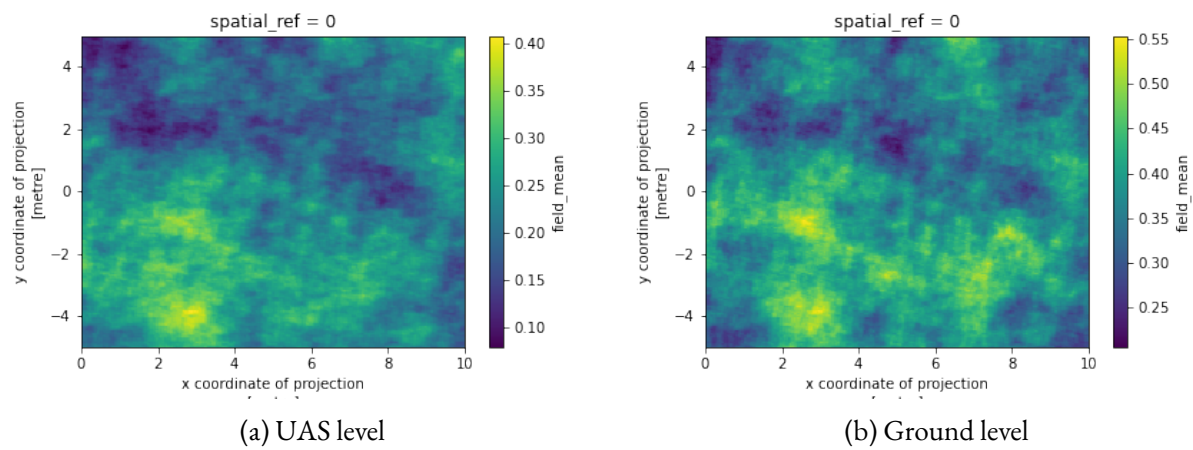 spatial_ref = 0
4
2
0
−2
−4
0 2 4 6 8 10
y coordinate of projection
[metre]
x coordinate of projection
0.40
0.35
0.30
0.25
0.20
0.15
0.10
field_mean
(a) UAS level
spatial_ref = 0
4
2
0
−2
−4
0 2 4 6 8 10
y coordinate of projection
[metre]
x coordinate of projection
0.55
0.50
0.45
0.40
0.35
0.30
0.25
field_mean
(b) Ground level